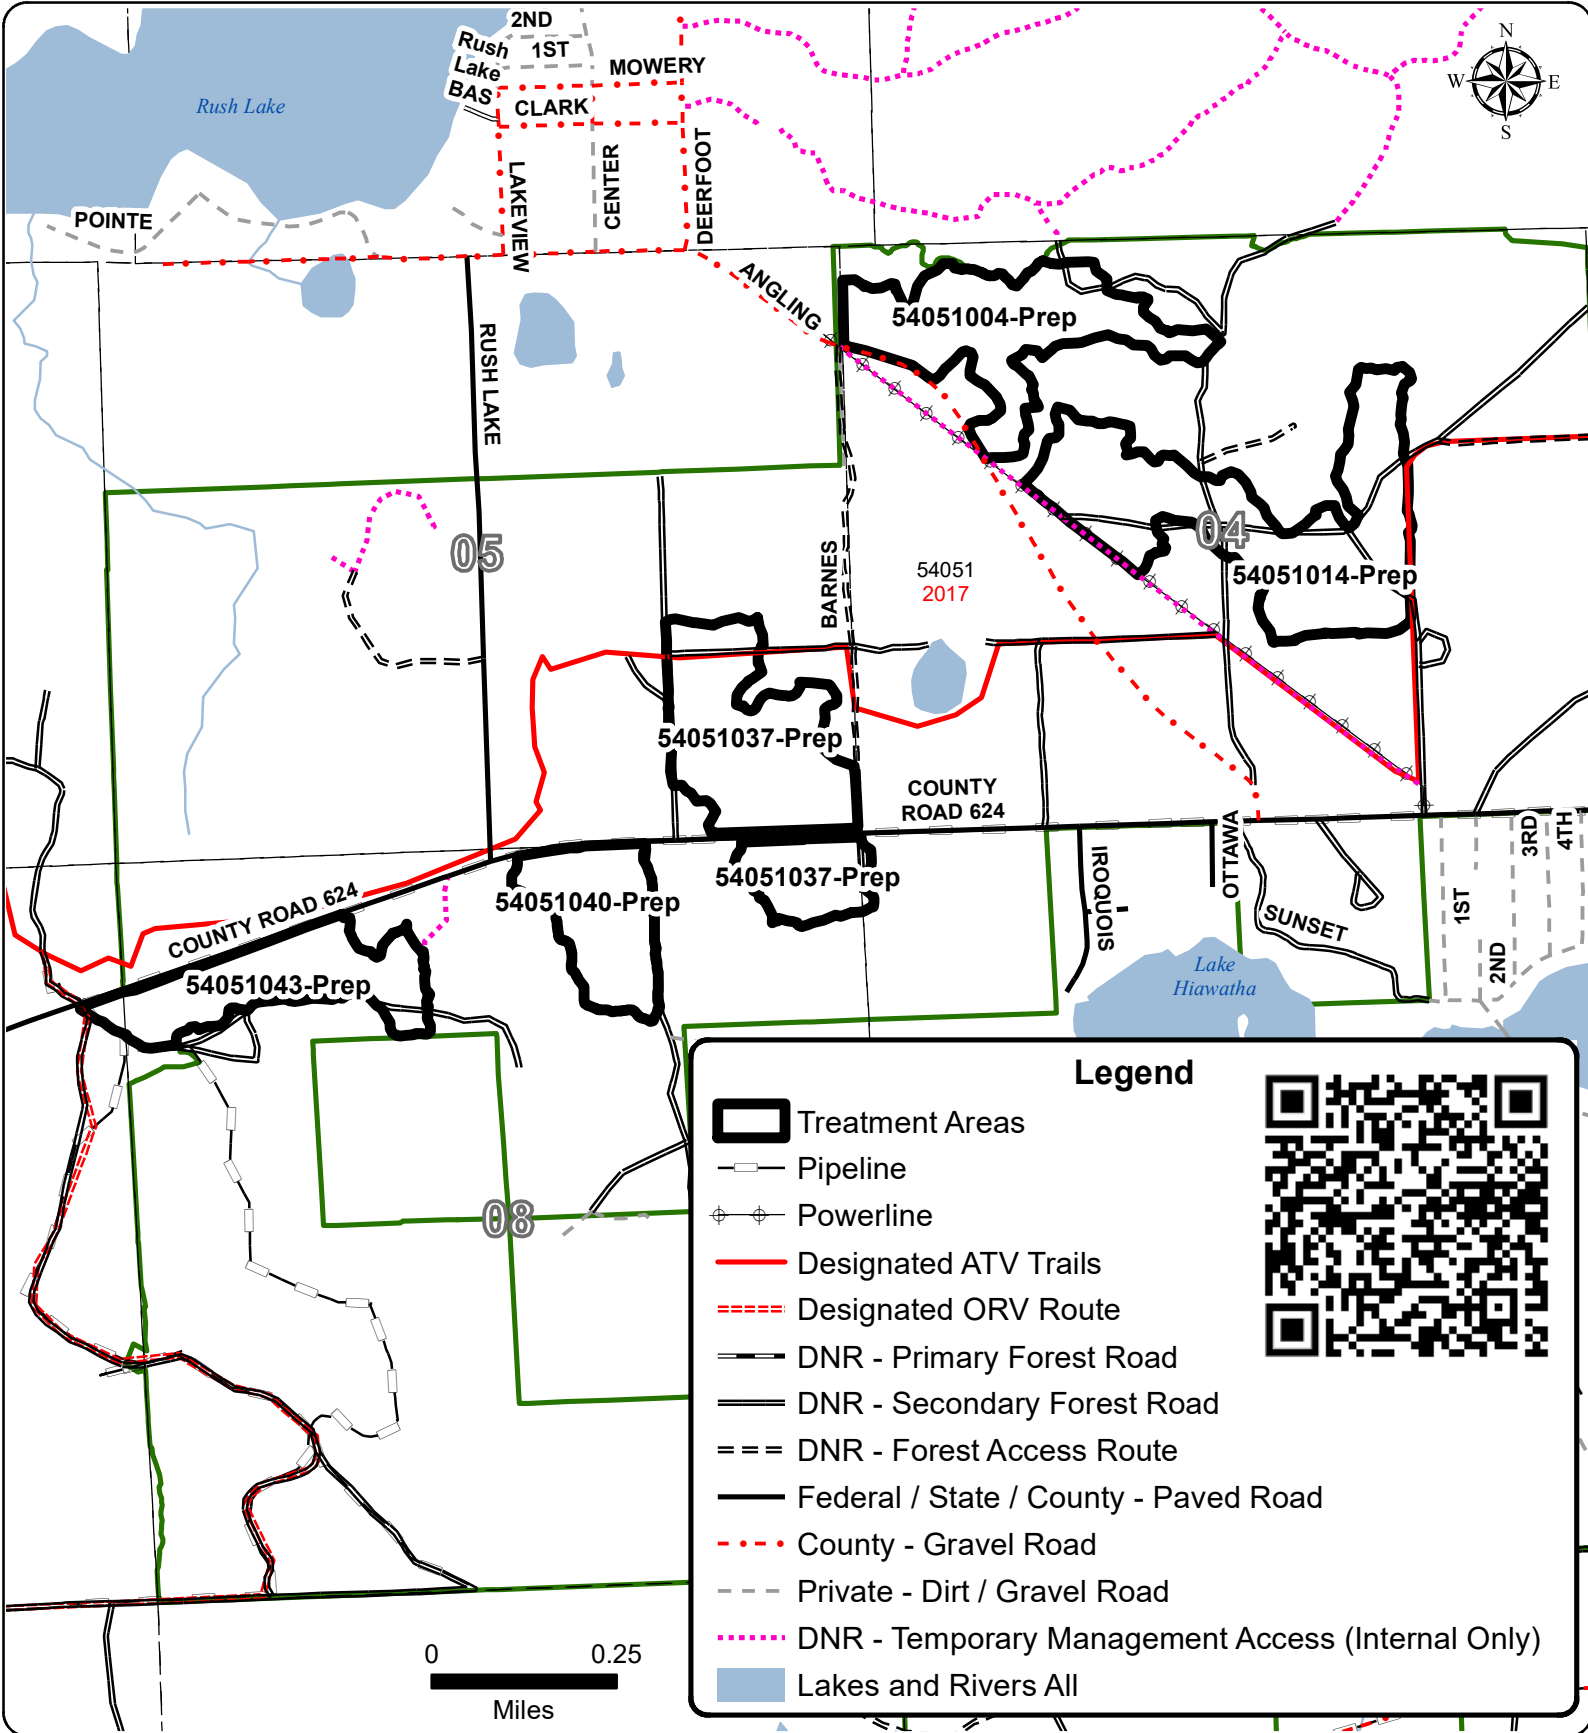 2ND
Rush
Lake
BAS
1ST
MOWERY
CLARK
Rush Lake
N
W
E
S
LAKEVIEW
CENTER
DEERFOOT
POINTE
ANGLING
54051004-Prep
RUSH LAKE
05
04
BARNES
54051
2017
54051014-Prep
54051037-Prep
COUNTY
ROAD 624
54051037-Prep
54051040-Prep
COUNTY ROAD 624
54051043-Prep
IROQUOIS
OTTAWA
SUNSET
1ST
2ND
3RD
4TH
Lake
Hiawatha
08
Legend
Treatment Areas
Pipeline
Powerline
Designated ATV Trails
Designated ORV Route
DNR - Primary Forest Road
DNR - Secondary Forest Road
DNR - Forest Access Route
Federal / State / County - Paved Road
County - Gravel Road
Private - Dirt / Gravel Road
DNR - Temporary Management Access (Internal Only)
Lakes and Rivers All
0 0.25
Miles